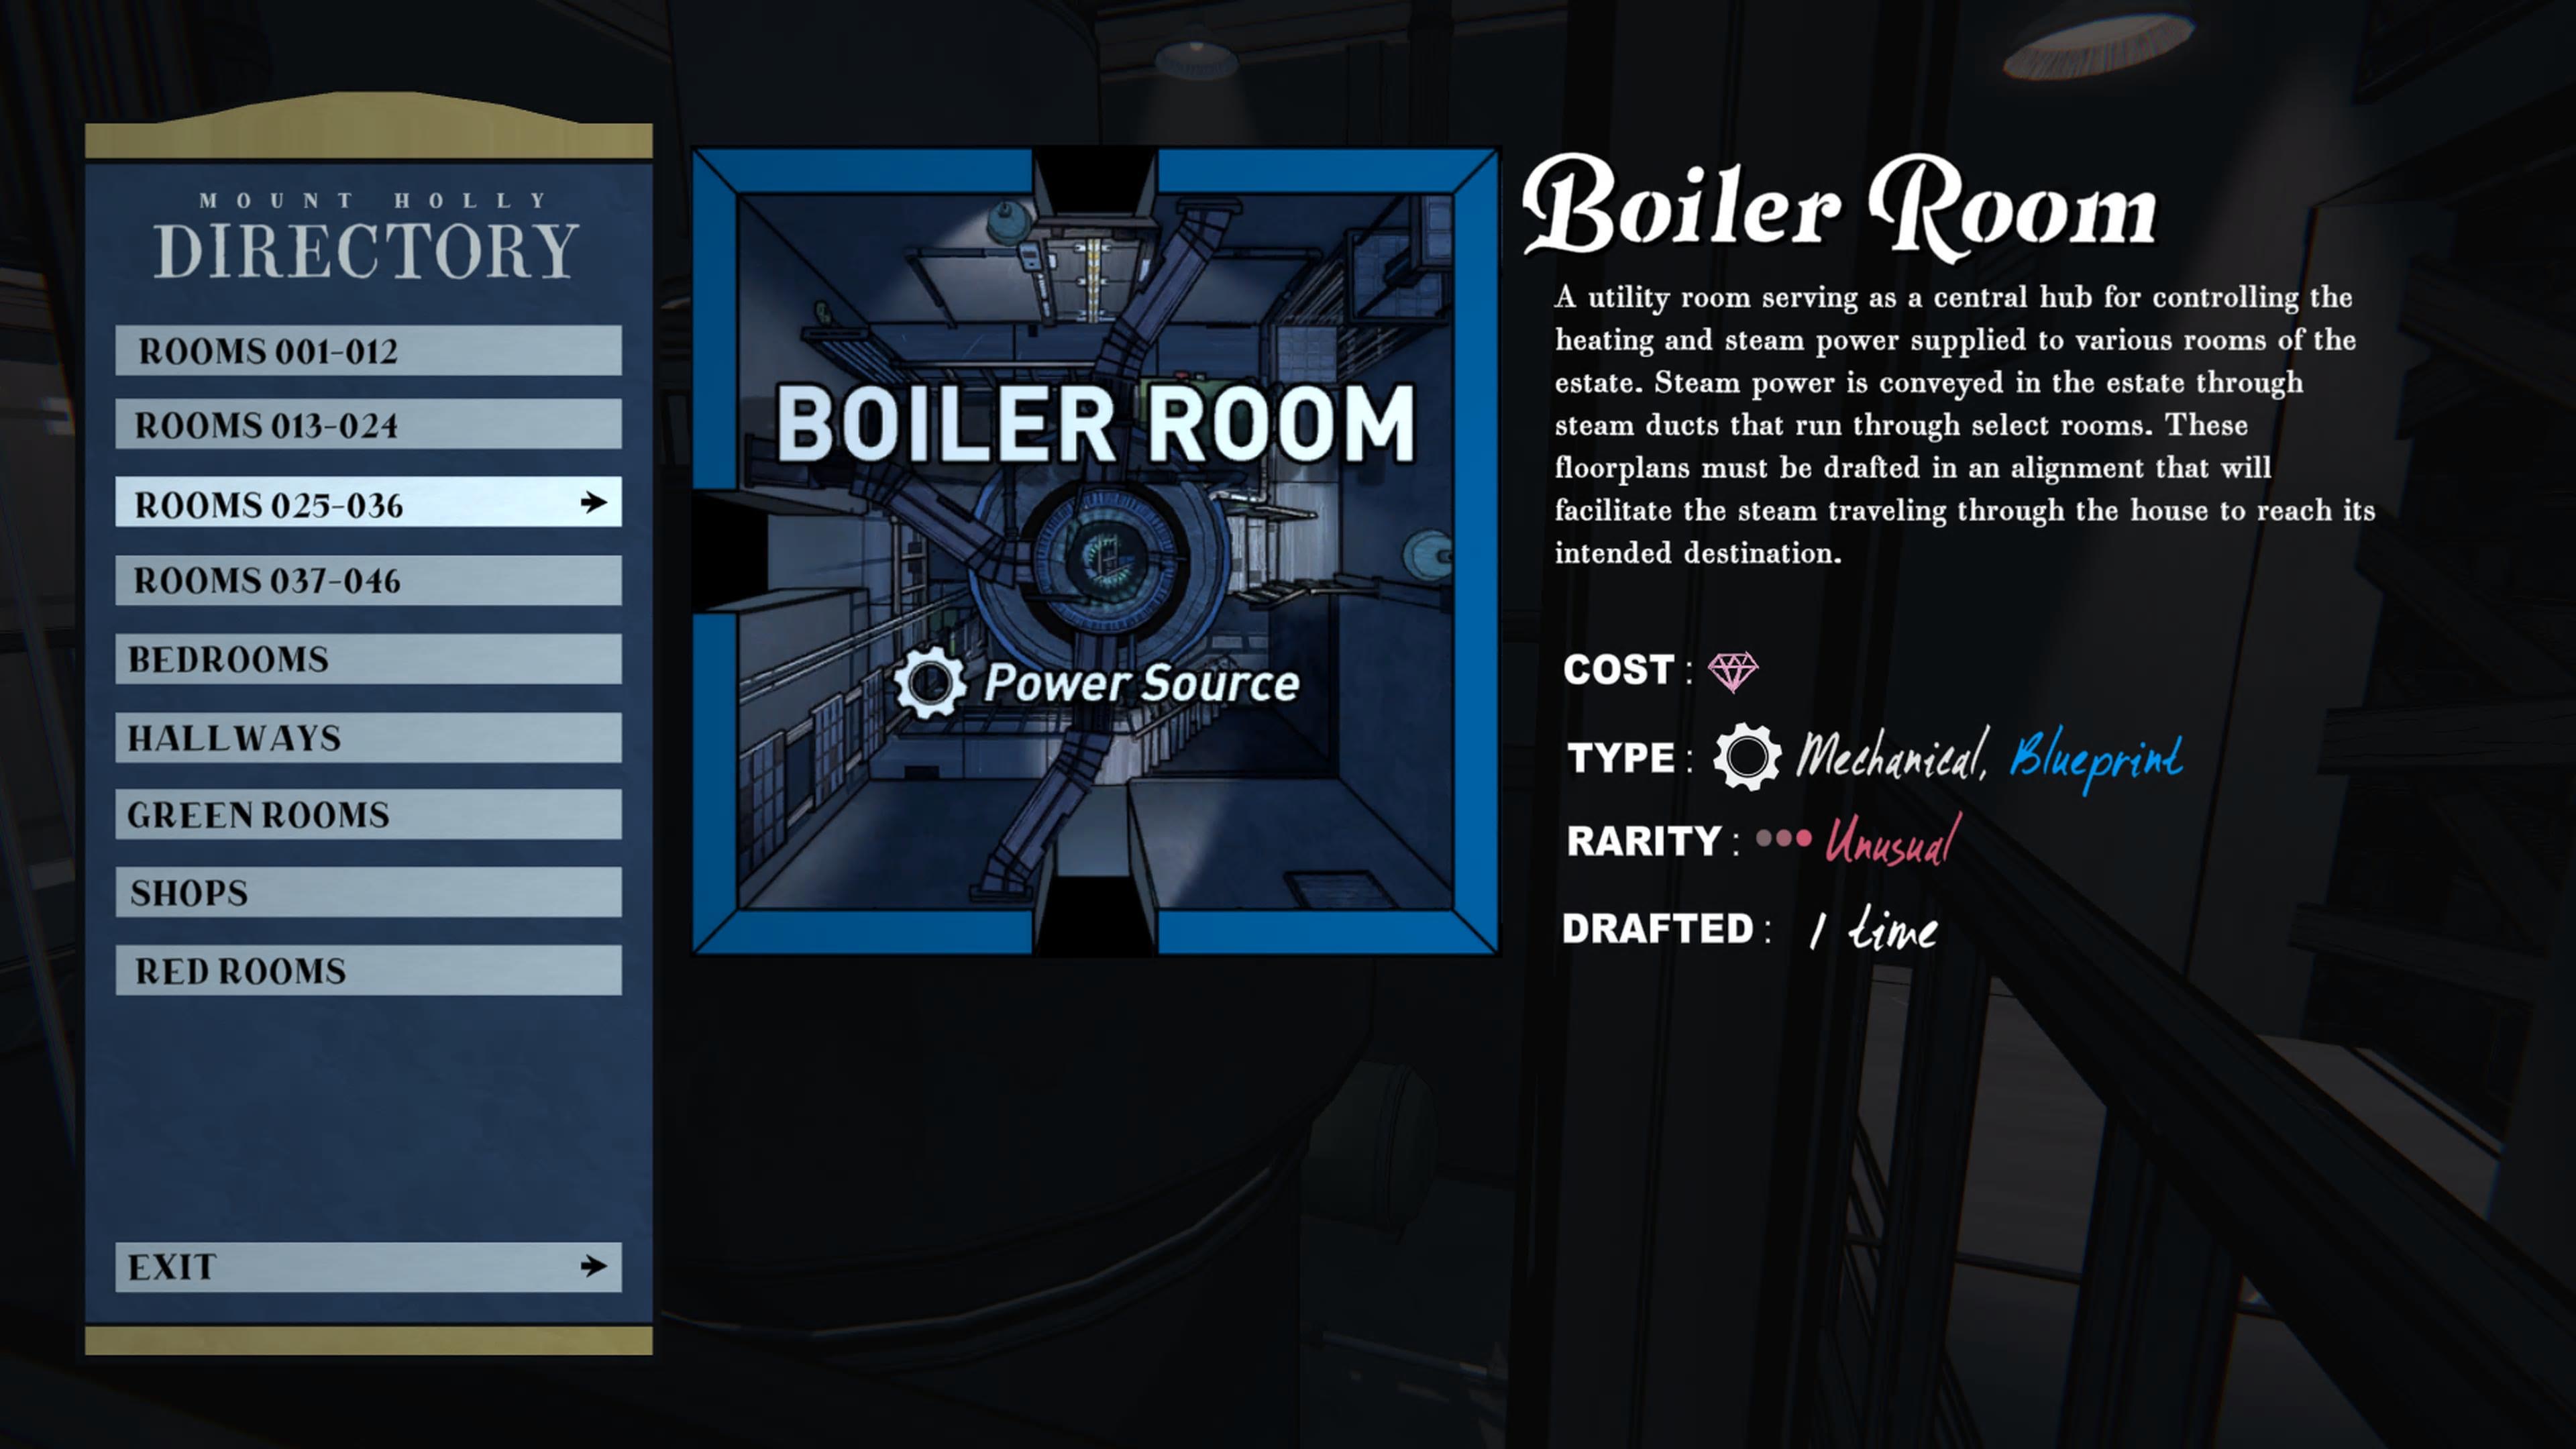 MOUNT HOLLY
DIRECTORY
ROOMS 001-012
ROOMS 013-024
ROOMS 025-036
ROOMS 037-046
BEDROOMS
HALLWAYS
GREEN ROOMS
SHOPS
RED ROOMS
EXIT
BOILER ROOM
Power Source
Boiler Room
A utility room serving as a central hub for controlling the
heating and steam power supplied to various rooms of the
estate. Steam power is conveyed in the estate through
steam ducts that run through select rooms. These
floorplans must be drafted in an alignment that will
facilitate the steam traveling through the house to reach its
intended destination.
COST :
TYPE : Mechanical, Blueprint
RARITY : Unusual
DRAFTED : 1 time